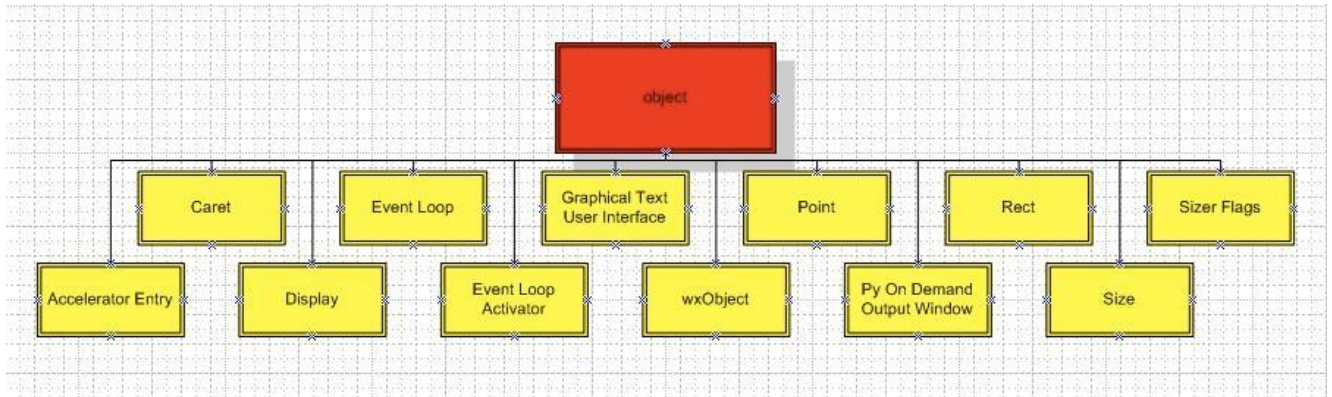 object
Caret
Event Loop
Graphical Text
User Interface
Point
Rect
Sizer Flags
Accelerator Entry
Display
Event Loop
Activator
wxObject
Py On Demand
Output Window
Size